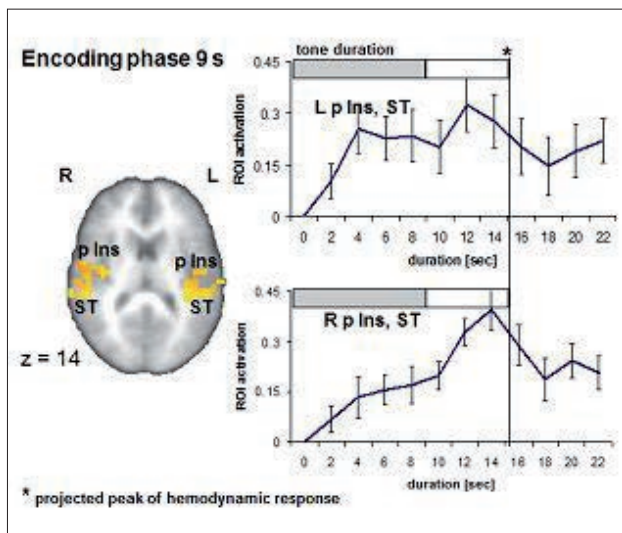 Encoding phase 9 s
R L
p Ins p Ins
ST ST
z = 14
tone duration *
0.45
0.3
0.15
0
ROI activation
L p Ins, ST
0 2 4 6 8 10 12 14 16 18 20 22
duration [sec]
0.45
0.3
0.15
0
ROI activation
R p Ins, ST
0 2 4 6 8 10 12 14 16 18 20 22
duration [sec]
* projected peak of hemodynamic response